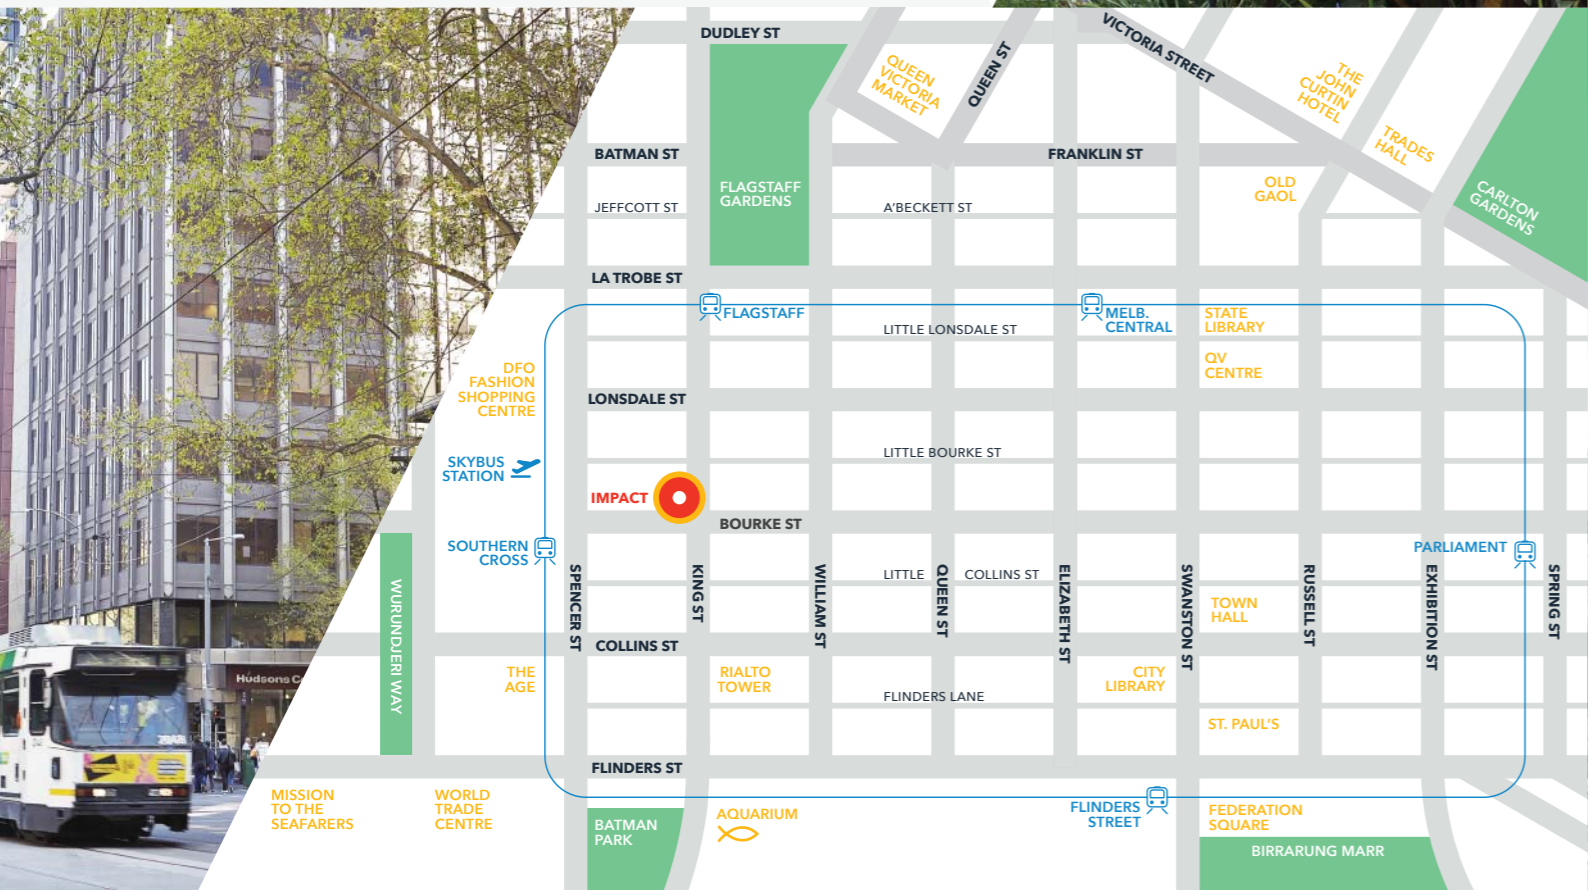 DUDLEY ST
VICTORIA STREET
QUEEN ST
QUEEN
VICTORIA
MARKET
THE
JOHN
CURTIN
HOTEL
TRADES
HALL
BATMAN ST
FRANKLIN ST
FLAGSTAFF
GARDENS
OLD
GAOL
CARLTON
GARDENS
JEFFCOTT ST
A'BECKETT ST
LA TROBE ST
FLAGSTAFF
MELB.
CENTRAL
STATE
LIBRARY
LITTLE LONSDALE ST
QV
CENTRE
DFO
FASHION
SHOPPING
CENTRE
LONSDALE ST
LITTLE BOURKE ST
SKYBUS
STATION
IMPACT
BOURKE ST
SOUTHERN
CROSS
PARLIAMENT
WURUNDJERI WAY
SPENCER ST
KING ST
WILLIAM ST
LITTLE COLLINS ST
QUEEN ST
ELIZABETH ST
SWANSTON ST
RUSSELL ST
EXHIBITION ST
SPRING ST
TOWN
HALL
COLLINS ST
THE
AGE
RIALTO
TOWER
CITY
LIBRARY
FLINDERS LANE
ST. PAUL'S
Hudsons Co
FLINDERS ST
MISSION
TO THE
SEAFARERS
WORLD
TRADE
CENTRE
BATMAN
PARK
AQUARIUM
FLINDERS
STREET
FEDERATION
SQUARE
BIRRARUNG MARR